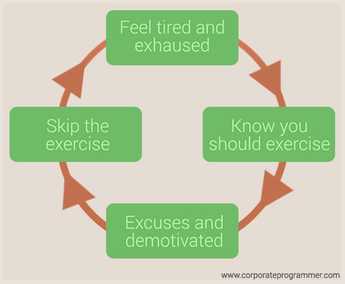 Feel tired and
exhaused
Know you
should exercise
Excuses and
demotivated
Skip the
exercise
www.corporateprogrammer.com